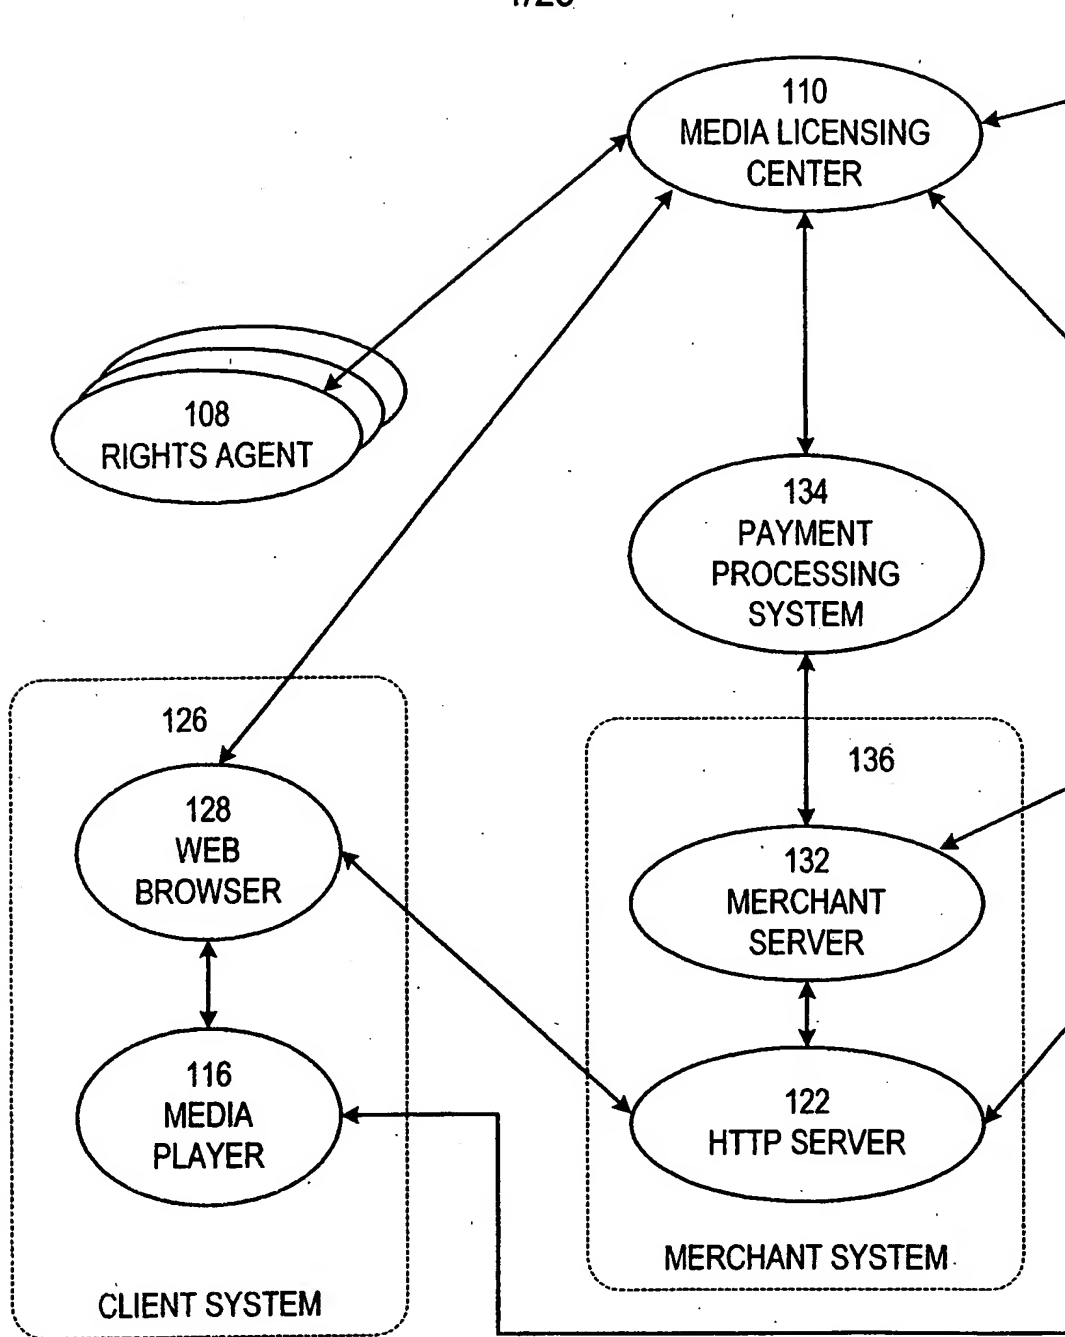 110
MEDIA LICENSING
CENTER
108
RIGHTS AGENT
134
PAYMENT
PROCESSING
SYSTEM
126
136
128
WEB
BROWSER
132
MERCHANT
SERVER
116
MEDIA
PLAYER
122
HTTP SERVER
MERCHANT SYSTEM
CLIENT SYSTEM